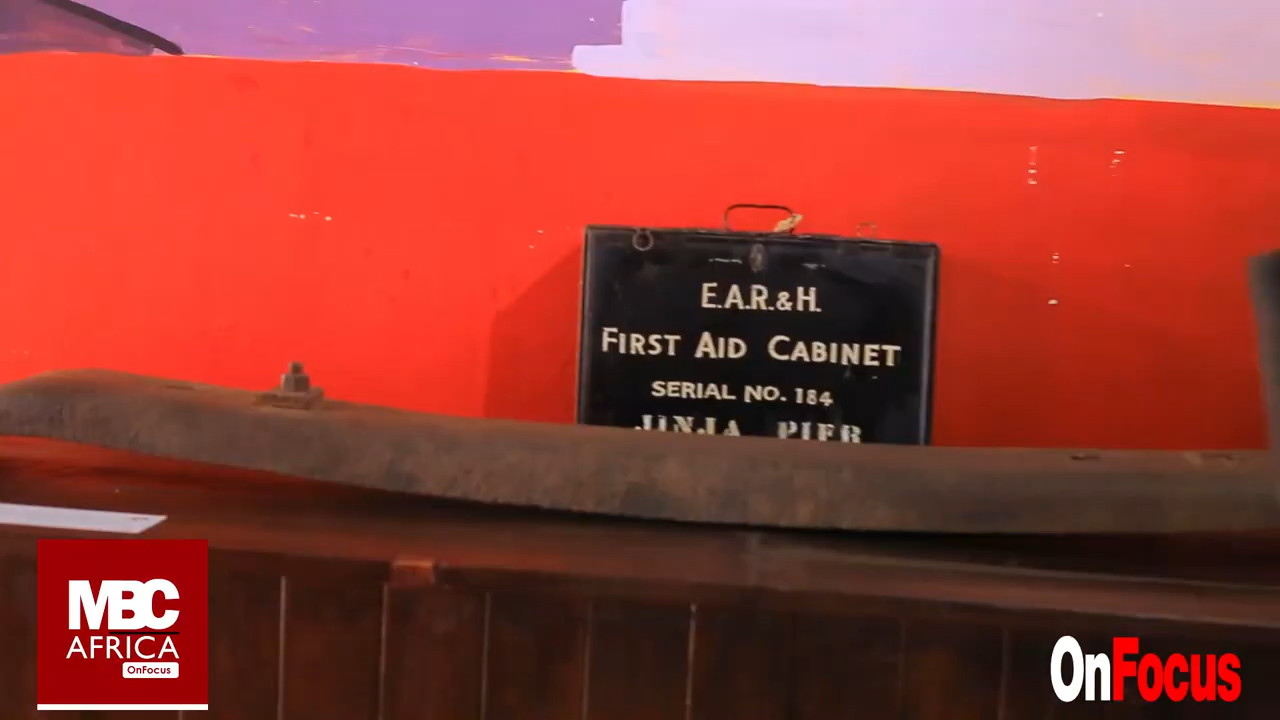 E.A.R.&H.
FIRST AID CABINET
SERIAL NO. 184
JINJA PIER
MBC
AFRICA
OnFocus
OnFocus